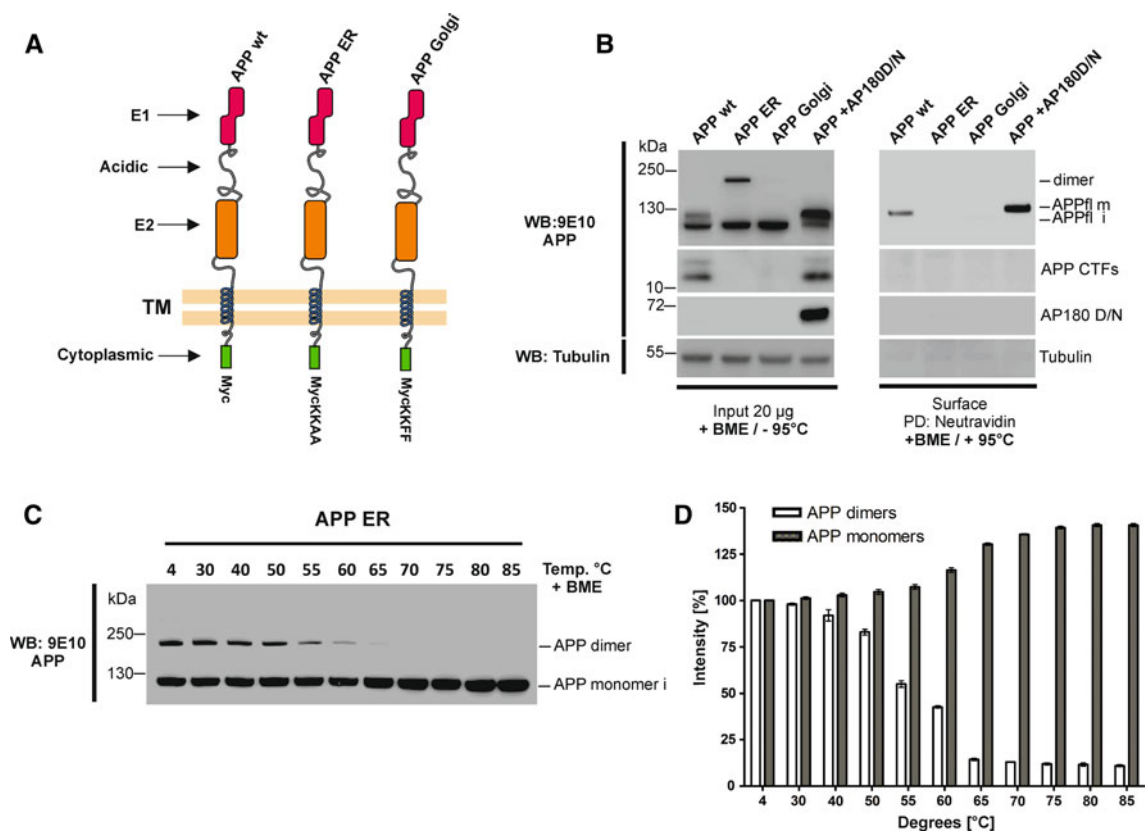 A
APP wt
APP ER
APP Golgi
E1
Acidic
E2
TM
Cytoplasmic
Myc
MycKKAA
MycKKFF
B
APP wt
APP ER
APP Golgi
APP +AP180D/N
APP wt
APP ER
APP Golgi
APP +AP180D/N
kDa
250
130
10
72
55
WB:9E10
APP
WB: Tubulin
dimer
APPfl m
APPfl i
APP CTFs
AP180 D/N
Tubulin
Input 20 µg
+ BME / - 95°C
Surface
PD: Neutravidin
+BME / + 95°C
C
APP ER
4 30 40 50 55 60 65 70 75 80 85 Temp. °C
+ BME
kDa
250
130
WB: 9E10
APP
APP dimer
APP monomer i
D
APP dimers
APP monomers
Intensity [%]
150
125
100
75
50
25
0
4 30 40 50 55 60 65 70 75 80 85
Degrees [°C]